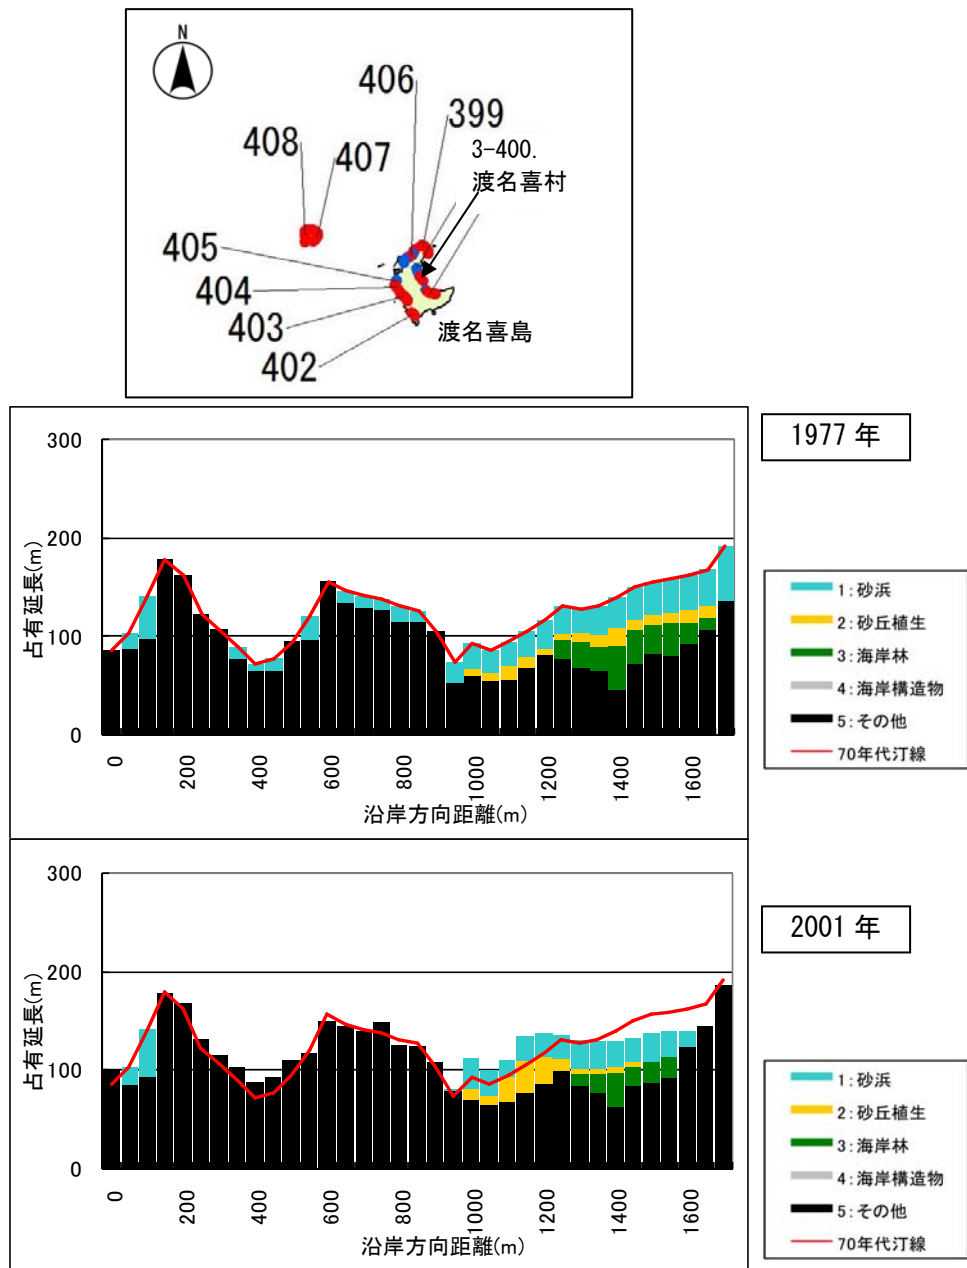 N
406
399
3-400.
渡名喜村
408
407
405
404
403
402
渡名喜島
1977 年
300
200
100
0
占有延長(m)
0
200
400
600
800
1000
1200
1400
1600
沿岸方向距離(m)
1:砂浜
2:砂丘植生
3:海岸林
4:海岸構造物
5:その他
70年代汀線
2001 年
300
200
100
0
占有延長(m)
0
200
400
600
800
1000
1200
1400
1600
沿岸方向距離(m)
1:砂浜
2:砂丘植生
3:海岸林
4:海岸構造物
5:その他
70年代汀線